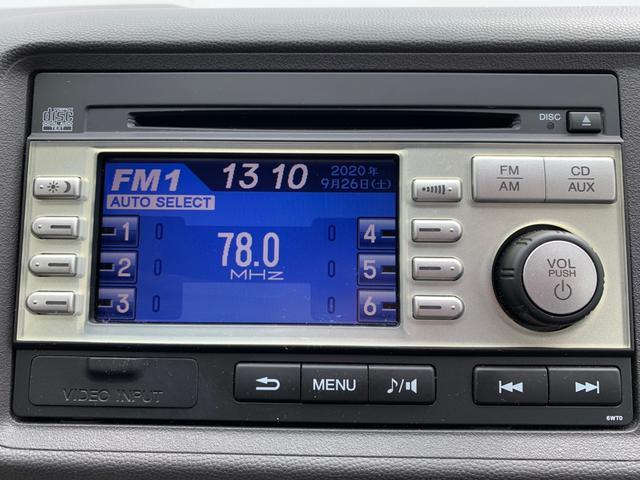 disc
TEXT
DISC
FM1
13 10
2020年
9月26日(土)
AUTO SELECT
FM
AM
CD
AUX
1
0
0
4
78.0
MHz
2
0
0
5
3
0
0
6
VOL
PUSH
VIDEO INPUT
MENU
6WT0